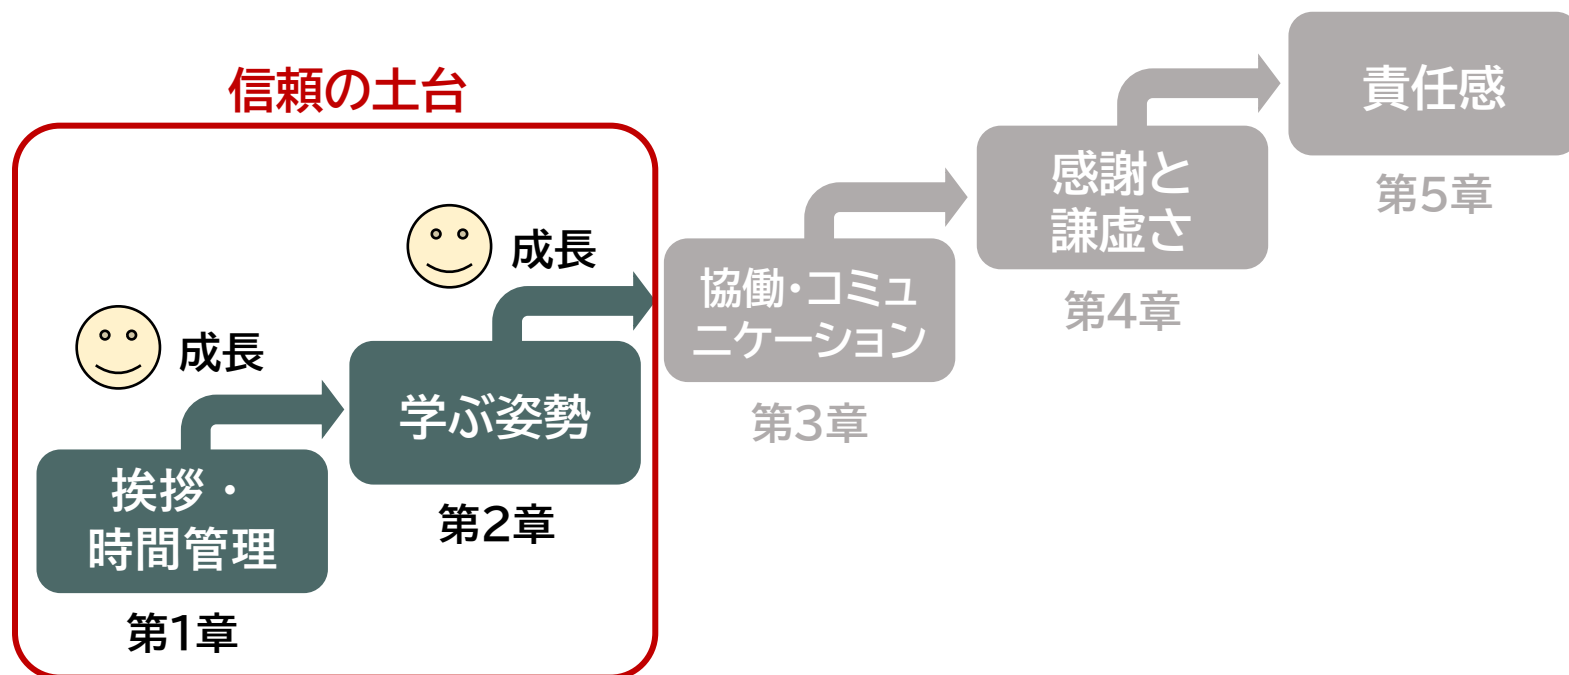 信頼の土台
成長
挨拶・
時間管理
第1章
成長
学ぶ姿勢
第2章
協働・コミュ
ニケーション
第3章
感謝と
謙虚さ
第4章
責任感
第5章